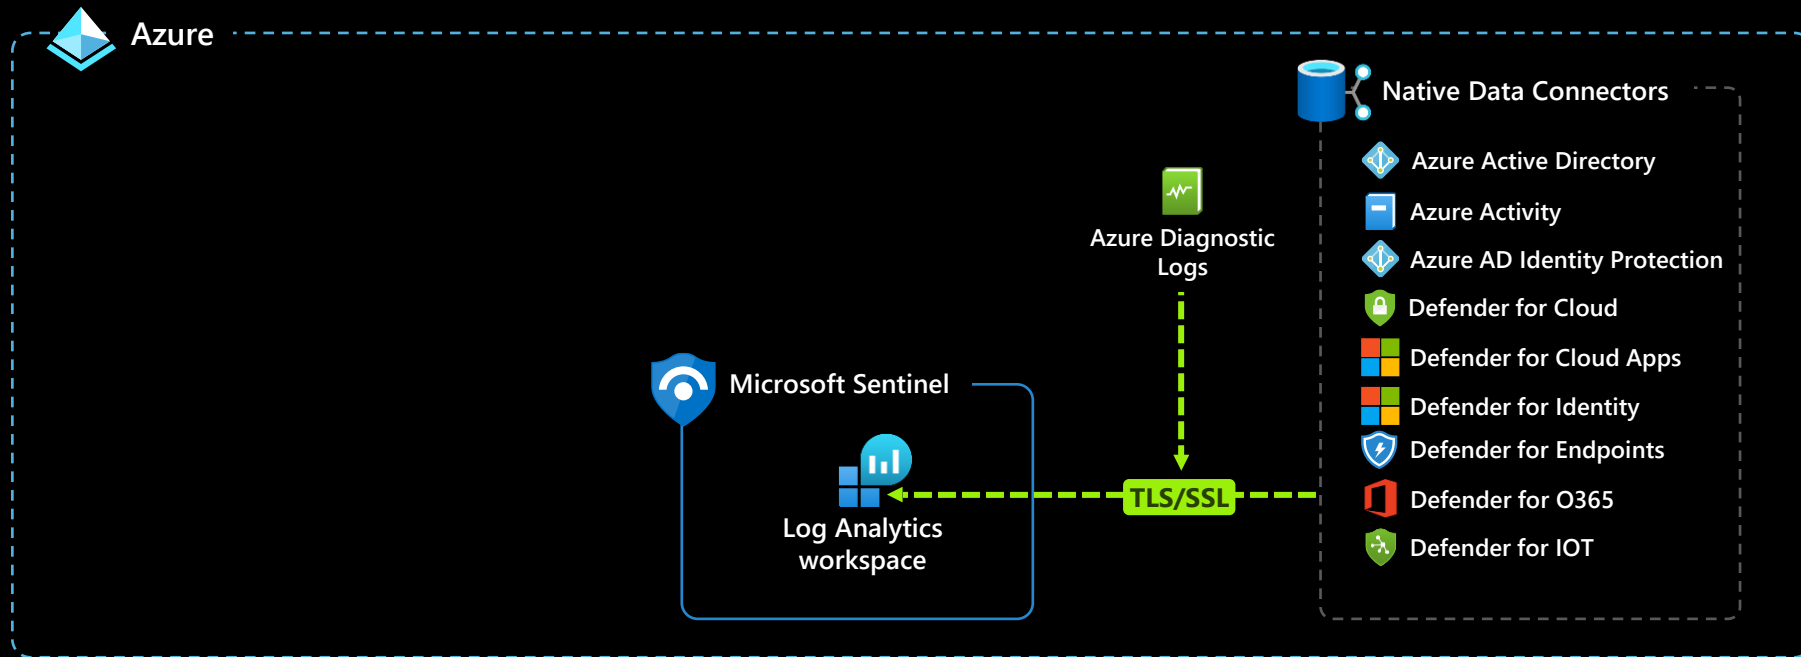 Azure
Native Data Connectors
Azure Active Directory
Azure Activity
Azure AD Identity Protection
Defender for Cloud
Defender for Cloud Apps
Defender for Identity
Defender for Endpoints
Defender for O365
Defender for IOT
Azure Diagnostic
Logs
TLS/SSL
Microsoft Sentinel
Log Analytics
workspace